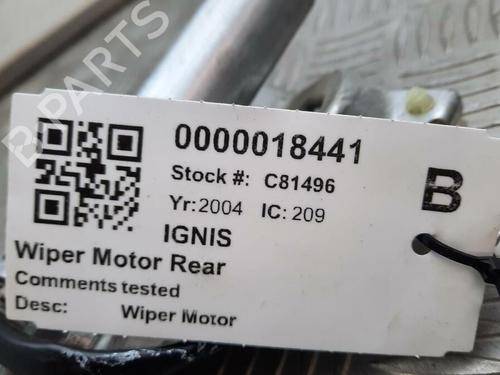 B-PARTS
0000018441
Stock #: C81496
B
Yr: 2004 IC: 209
IGNIS
Wiper Motor Rear
Comments tested
Desc: Wiper Motor